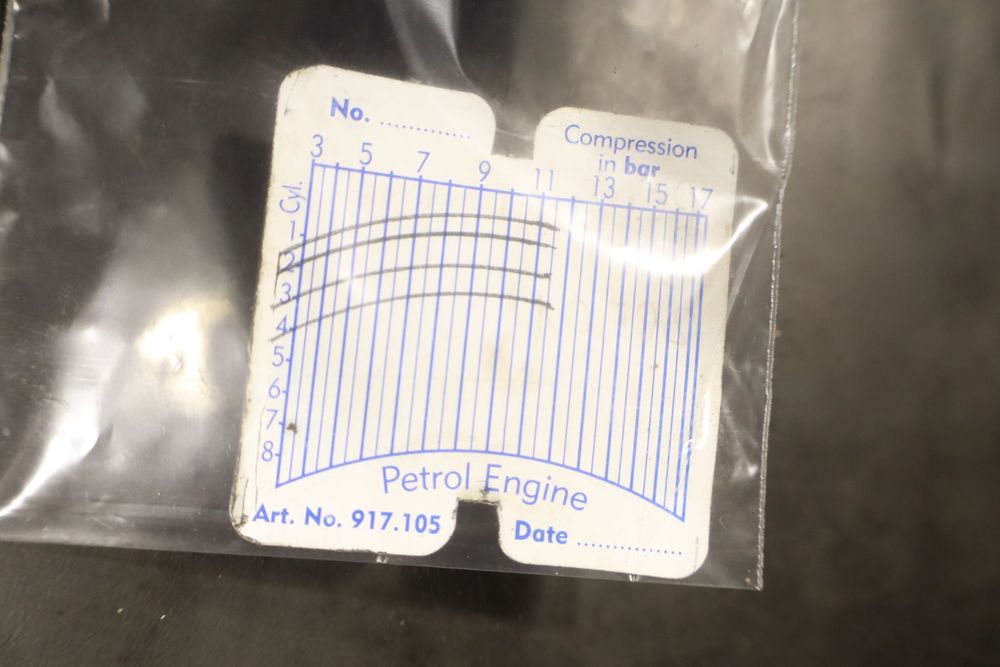 No. ............
Compression
in bar
3 5 7 9 11 13 15 17
Cyl.
1
2
3
4
5
6
7
8
Petrol Engine
Art. No. 917.105
Date ...............